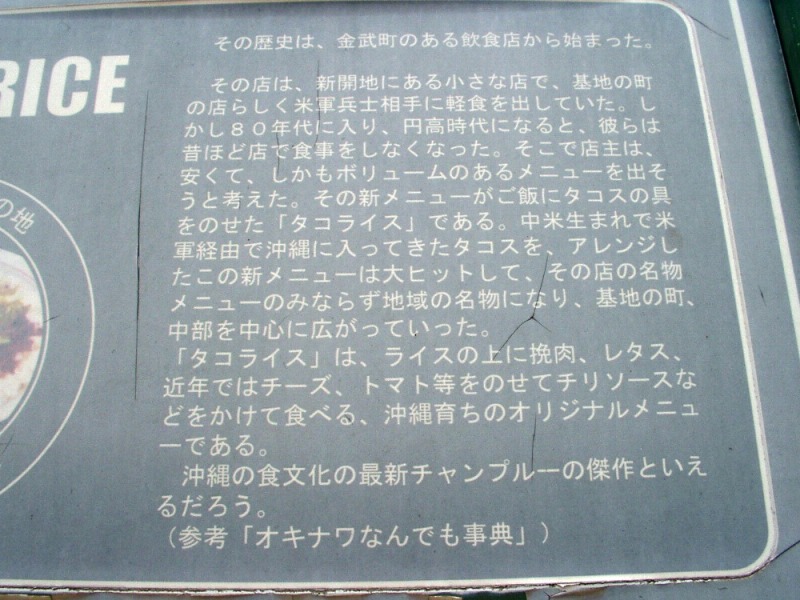 RICE
の地
その歴史は、金武町のある飲食店から始まった。
その店は、新開地にある小さな店で、基地の町
の店らしく米軍兵士相手に軽食を出していた。し
かし８０年代に入り、円高時代になると、彼らは
昔ほど店で食事をしなくなった。そこで店主は、
安くて、しかもボリュームのあるメニューを出そ
うと考えた。その新メニューがご飯にタコスの具
をのせた「タコライス」である。中米生まれで米
軍経由で沖縄に入ってきたタコスを、アレンジし
たこの新メニューは大ヒットして、その店の名物
メニューのみならず地域の名物になり、基地の町、
中部を中心に広がっていった。
「タコライス」は、ライスの上に挽肉、レタス、
近年ではチーズ、トマト等をのせてチリソースな
どをかけて食べる、沖縄育ちのオリジナルメニュ
ーである。
沖縄の食文化の最新チャンプルーの傑作といえ
るだろう。
（参考「オキナワなんでも事典」）